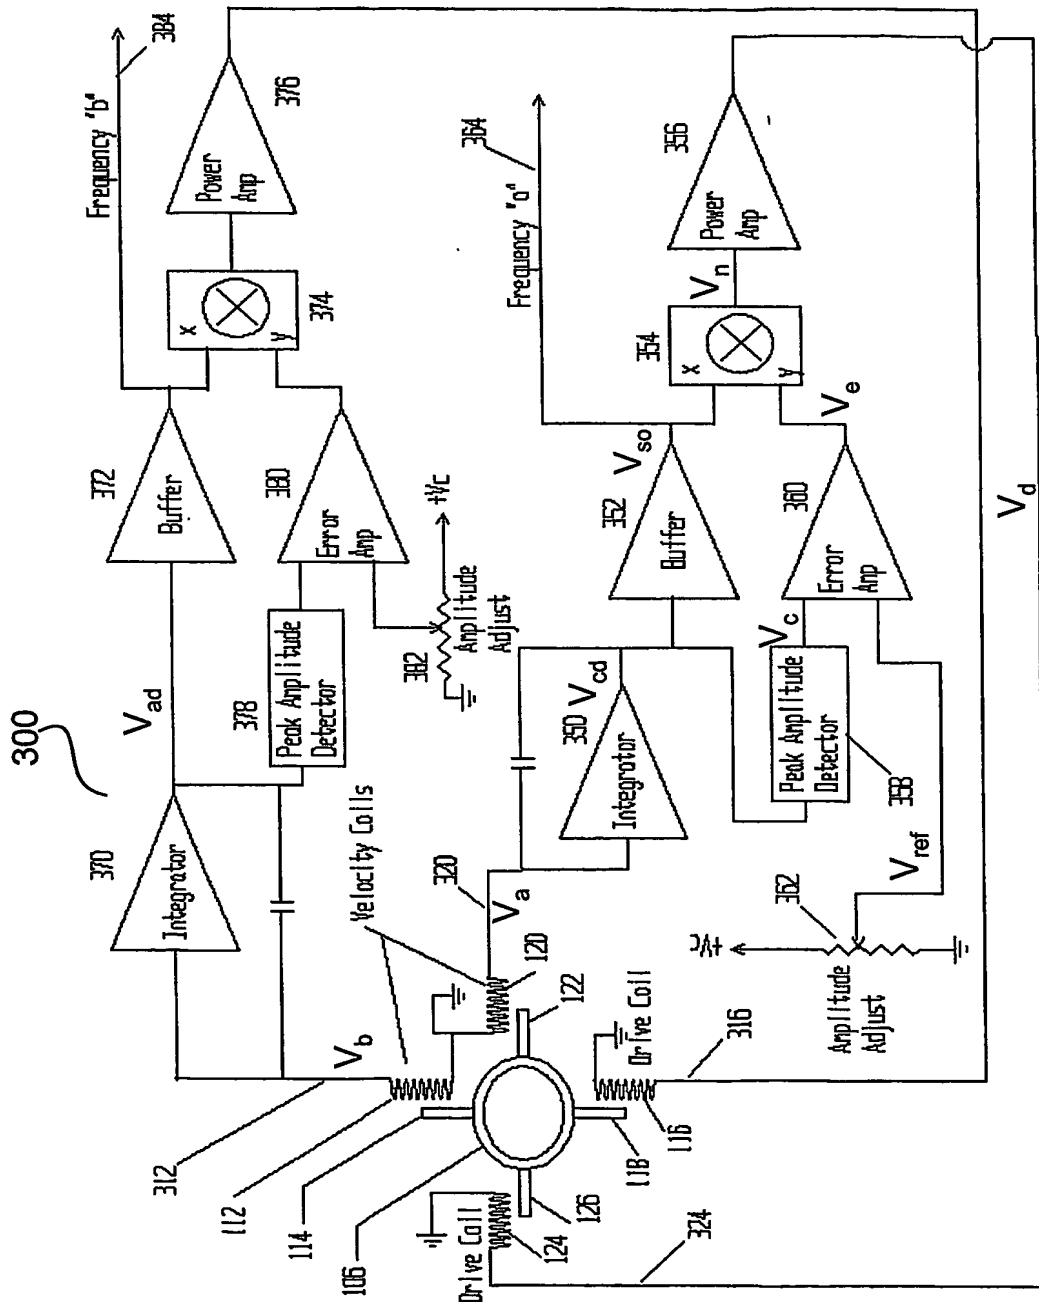 300
Frequency "b"
384
372
Buffer
x
y
374
Power
Amp
376
370
Integrator
V_ad
378
Peak Amplitude
Detector
380
Error
Amp
+Vc
382
Amplitude
Adjust
Frequency "a"
364
V_so
352
Buffer
x
y
354
V_n
356
Power
Amp
V_e
360
Error
Amp
V_c
350
V_cd
Integrator
Peak Amplitude
Detector
358
V_ref
362
+Vc
Amplitude
Adjust
Velocity Coils
320
V_a
120
122
V_b
312
112
114
106
Drive Coil
316
116
118
126
124
Drive Coil
324
V_d